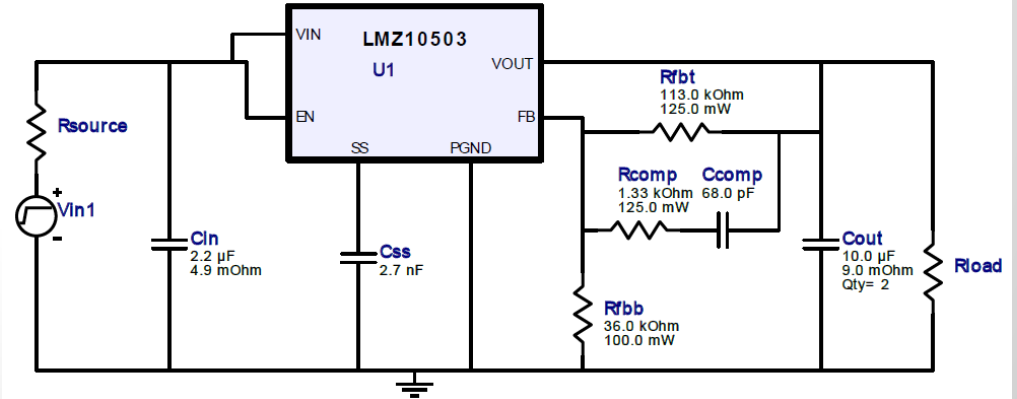 VIN
LMZ10503
U1
VOUT
EN
FB
SS
PGND
Rsource
+
Vin1
-
Cin
2.2 µF
4.9 mOhm
Css
2.7 nF
Rfbt
113.0 kOhm
125.0 mW
Rcomp
1.33 kOhm
125.0 mW
Ccomp
68.0 pF
Rfbb
36.0 kOhm
100.0 mW
Cout
10.0 µF
9.0 mOhm
Qty= 2
Rload